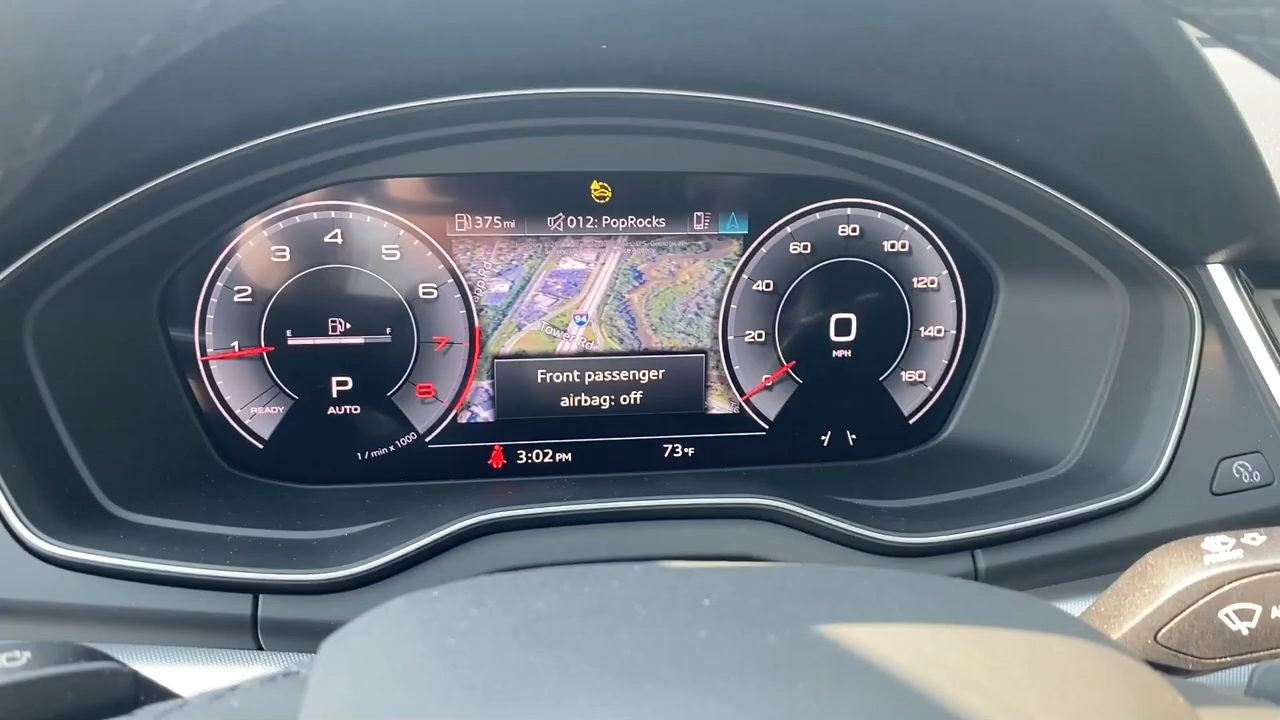 375 mi
012: PopRocks
4
3
5
2
6
1
7
8
E
F
P
AUTO
READY
1 / min x 1000
94
Tower Rd
Front passenger
airbag: off
80
60
100
40
120
20
140
0
160
0
MPH
3:02 PM
73°F
0.0